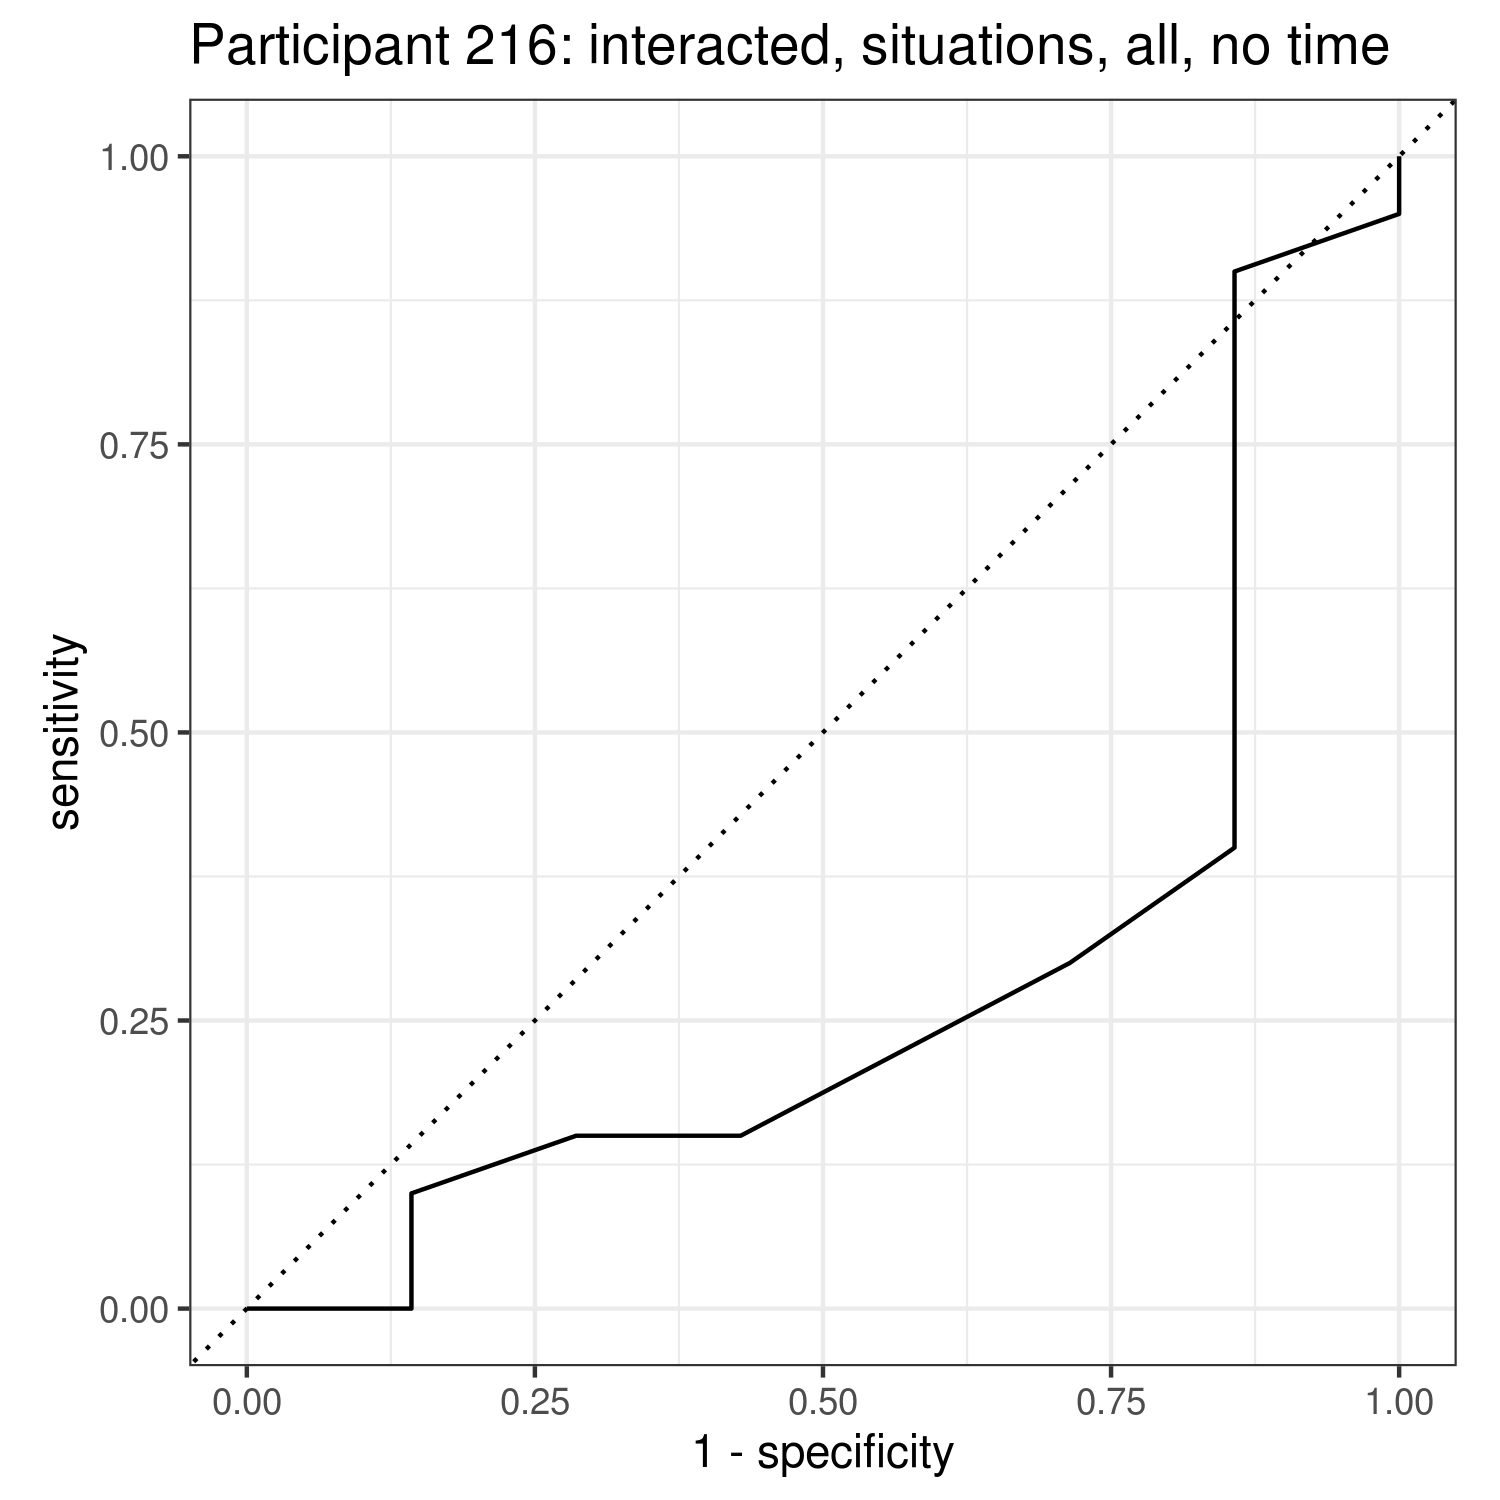 Participant 216: interacted, situations, all, no time
1.00
0.75
0.50
0.25
0.00
sensitivity
0.00 0.25 0.50 0.75 1.00
1 - specificity